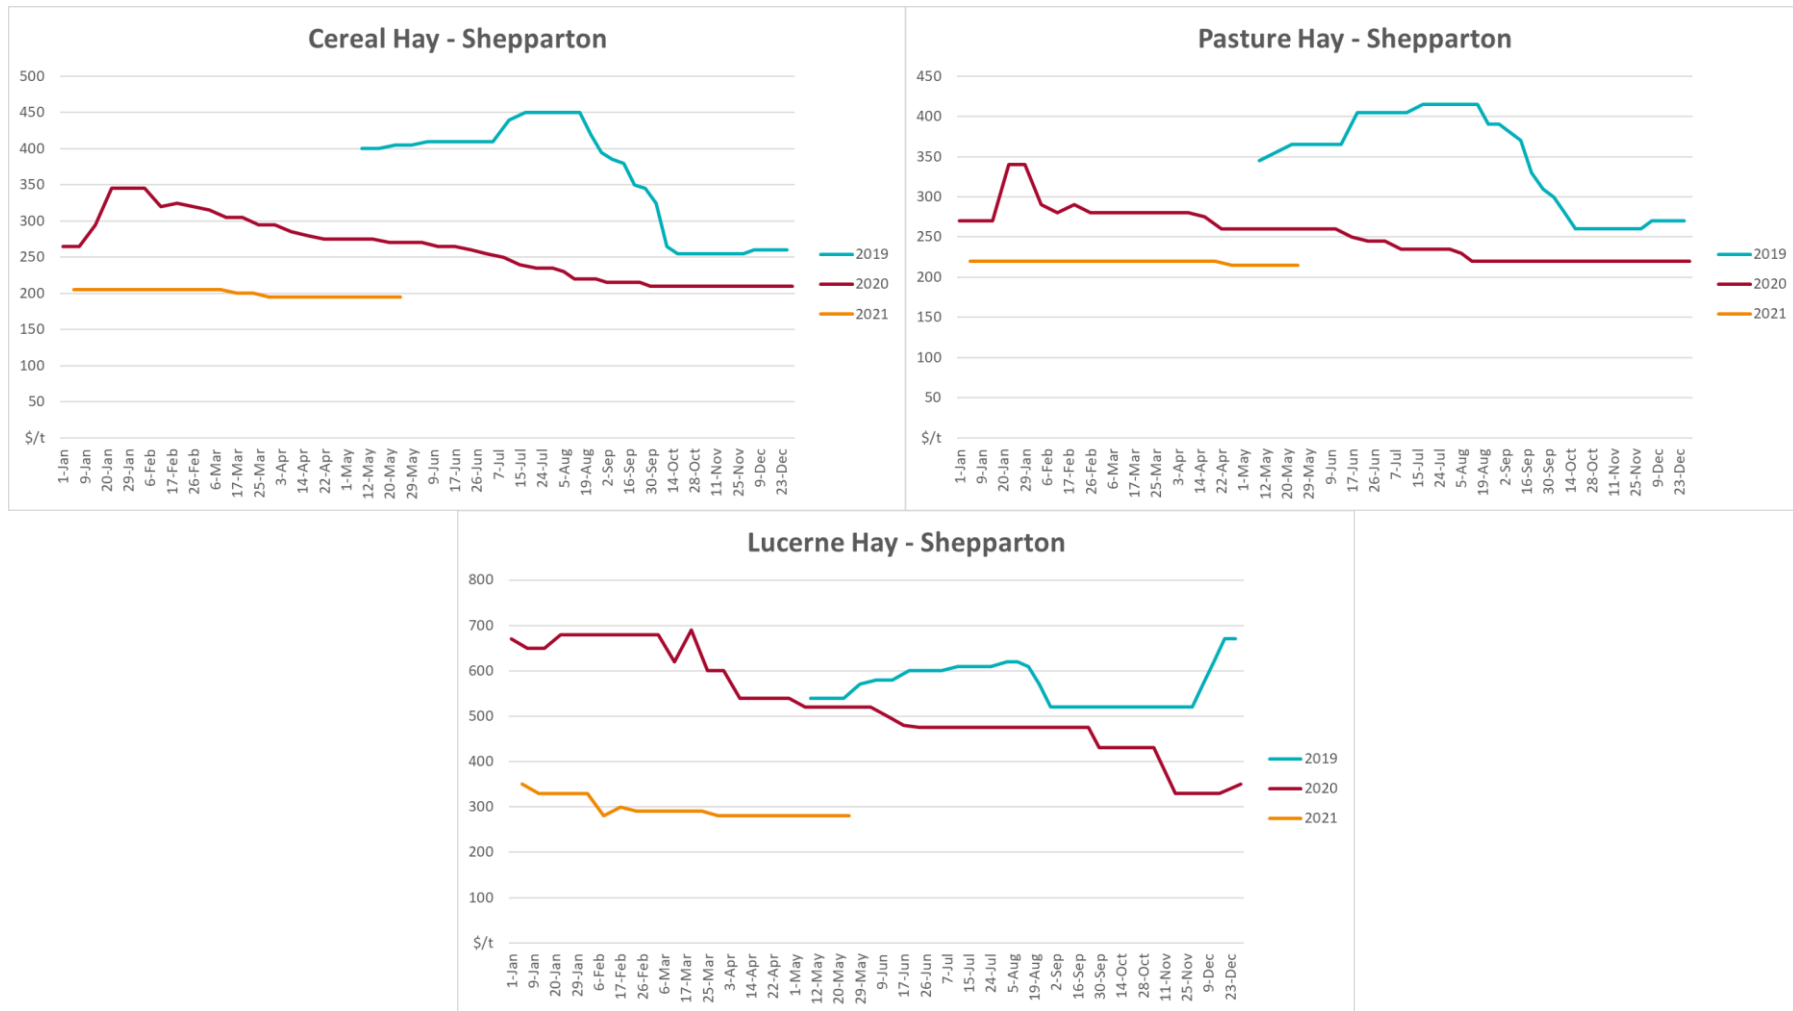 Cereal Hay - Shepparton
500
450
400
350
300
250
200
150
100
50
$/t
1-Jan
9-Jan
20-Jan
29-Jan
6-Feb
17-Feb
26-Feb
6-Mar
17-Mar
25-Mar
3-Apr
14-Apr
22-Apr
1-May
12-May
20-May
29-May
9-Jun
17-Jun
26-Jun
7-Jul
15-Jul
24-Jul
5-Aug
19-Aug
2-Sep
16-Sep
30-Sep
14-Oct
28-Oct
11-Nov
25-Nov
9-Dec
23-Dec
2019
2020
2021
Pasture Hay - Shepparton
450
400
350
300
250
200
150
100
50
$/t
1-Jan
9-Jan
20-Jan
29-Jan
6-Feb
17-Feb
26-Feb
6-Mar
17-Mar
25-Mar
3-Apr
14-Apr
22-Apr
1-May
12-May
20-May
29-May
9-Jun
17-Jun
26-Jun
7-Jul
15-Jul
24-Jul
5-Aug
19-Aug
2-Sep
16-Sep
30-Sep
14-Oct
28-Oct
11-Nov
25-Nov
9-Dec
23-Dec
2019
2020
2021
Lucerne Hay - Shepparton
800
700
600
500
400
300
200
100
$/t
1-Jan
9-Jan
20-Jan
29-Jan
6-Feb
17-Feb
26-Feb
6-Mar
17-Mar
25-Mar
3-Apr
14-Apr
22-Apr
1-May
12-May
20-May
29-May
9-Jun
17-Jun
26-Jun
7-Jul
15-Jul
24-Jul
5-Aug
19-Aug
2-Sep
16-Sep
30-Sep
14-Oct
28-Oct
11-Nov
25-Nov
9-Dec
23-Dec
2019
2020
2021